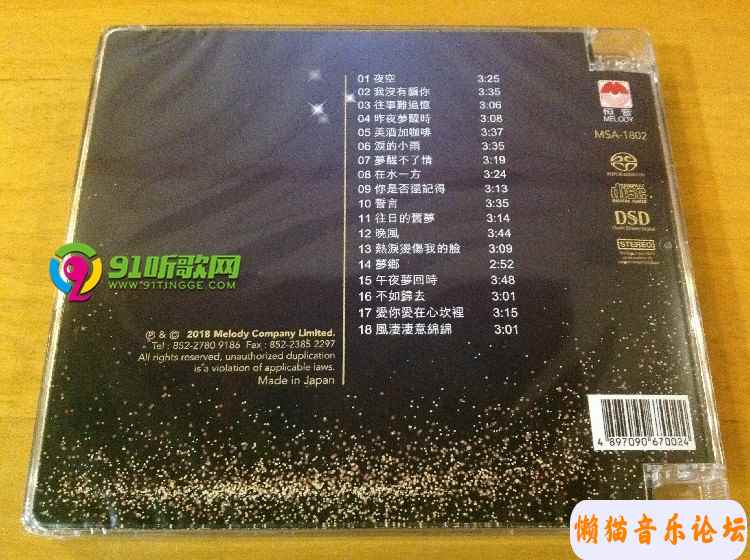 01 夜空 3:25
02 我沒有騙你 3:35
03 往事難追憶 3:06
04 昨夜夢醒時 3:08
05 美酒加咖啡 3:37
06 淚的小雨 3:35
07 夢醒不了情 3:19
08 在水一方 3:24
09 你是否還記得 3:13
10 誓言 3:35
11 往日的舊夢 3:14
12 晚風 3:44
13 熱淚燙傷我的臉 3:09
14 夢鄉 2:52
15 午夜夢回時 3:48
16 不如歸去 3:01
17 愛你愛在心坎裡 3:15
18 風淒淒意綿綿 3:01
恒音
MELODY
MSA-1802
DSD
STEREO
91听歌网
WWW.91TINGGE.COM
℗ & © 2018 Melody Company Limited.
Tel : 852-2780 9186 Fax : 852-2385 2297
All rights reserved, unauthorized duplication
is a violation of applicable laws.
Made in Japan
4 897090 670024
懒猫音乐论坛